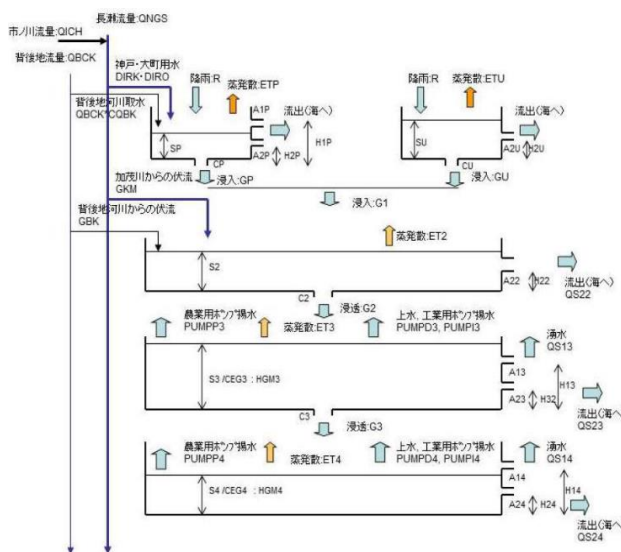 長瀬流量:QNGS
市ノ川流量:QICH
背後地流量:QBCK
神戸・大町用水
DIRK・DIRO
降雨:R
蒸発散:ETP
降雨:R
蒸発散:ETU
背後地河川取水
QBCK*CQBK
A1P
流出(海へ)
H1P
SP
A2P
H2P
CP
浸入:GP
SU
流出(海へ)
A2U
H2U
CU
浸入:GU
加茂川からの伏流
GKM
浸入:G1
背後地河川からの伏流
GBK
蒸発散:ET2
S2
A22
H22
流出(海へ)
QS22
C2
浸透:G2
農業用ポンプ揚水
PUMPP3
蒸発散:ET3
上水, 工業用ポンプ揚水
PUMPD3, PUMPI3
湧水
QS13
S3 /CEG3 : HGM3
A13
H13
A23
H32
流出(海へ
QS23
C3
浸透:G3
農業用ポンプ揚水
PUMPP4
蒸発散:ET4
上水, 工業用ポンプ揚水
PUMPD4, PUMPI4
湧水
QS14
S4 /CEG4 : HGM4
A14
H14
A24
H24
流出(海へ
QS24